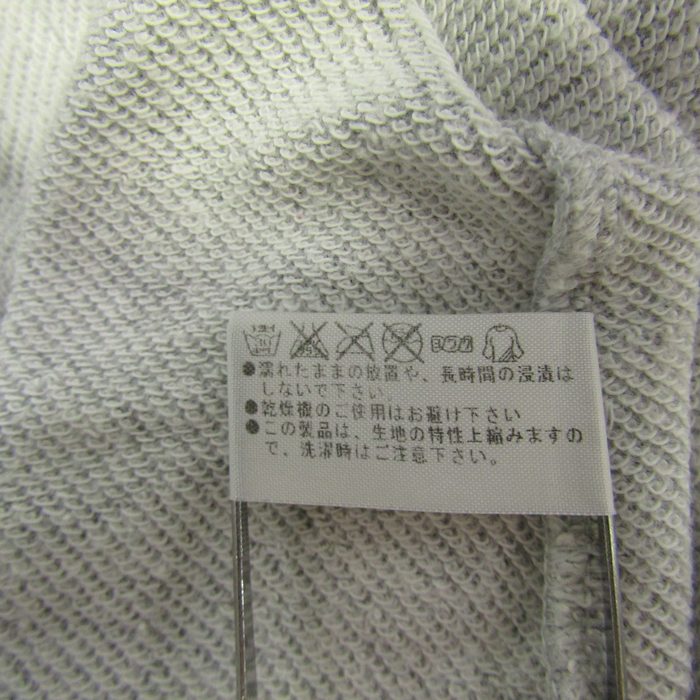 ●濡れたままの放置や、長時間の浸漬は
しないで下さい。
●乾燥機のご使用はお避け下さい
●この製品は、生地の特性上縮みますの
で、洗濯時はご注意下さい。